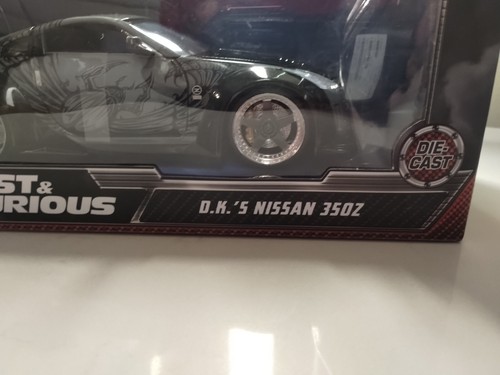 DIE-
CAST
ST &
URIOUS
D.K.'S NISSAN 350Z